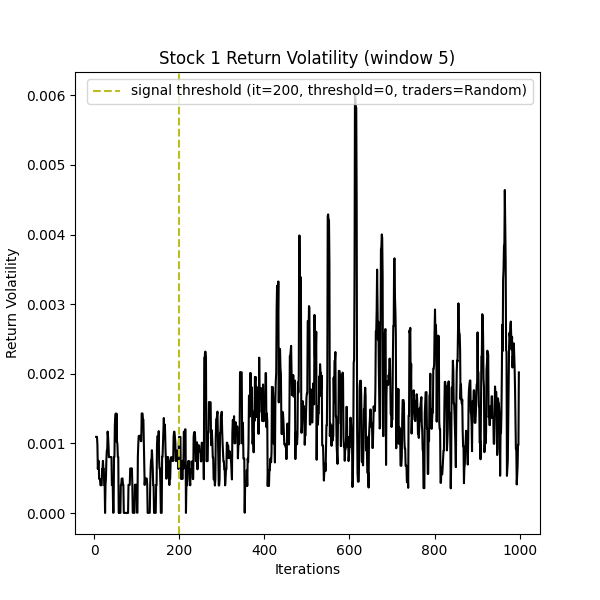 Stock 1 Return Volatility (window 5)
signal threshold (it=200, threshold=0, traders=Random)
0.006
0.005
0.004
0.003
0.002
0.001
0.000
Return Volatility
0 200 400 600 800 1000
Iterations